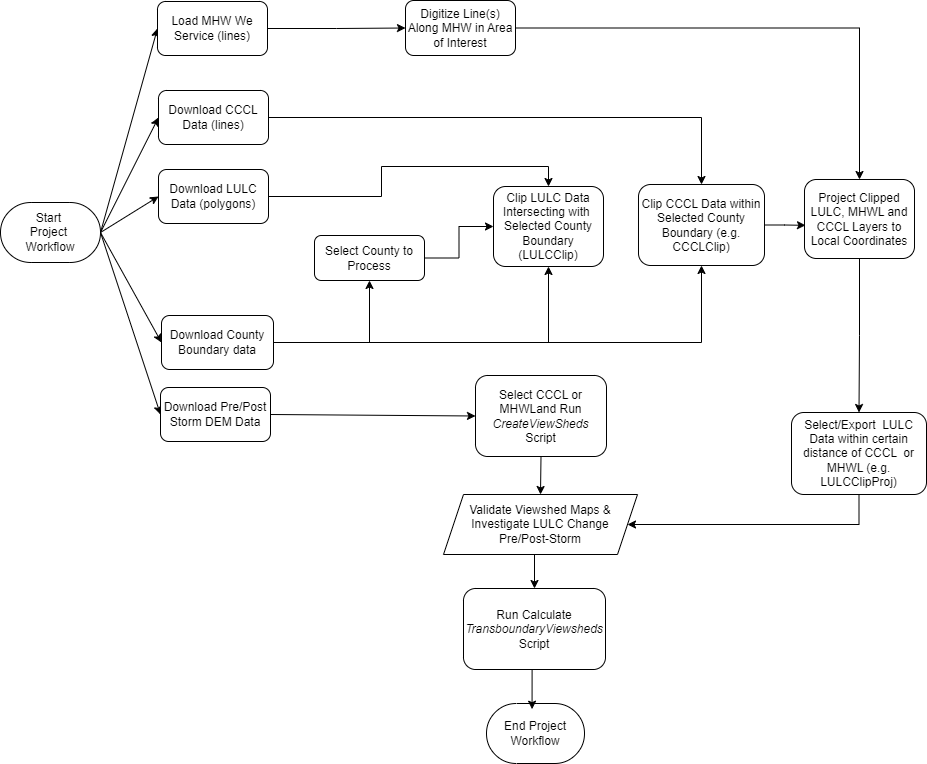 Load MHW We
Service (lines)
Digitize Line(s)
Along MHW in Area
of Interest
Download CCCL
Data (lines)
Download LULC
Data (polygons)
Start
Project
Workflow
Select County to
Process
Clip LULC Data
Intersecting with
Selected County
Boundary
(LULCClip)
Clip CCCL Data within
Selected County
Boundary (e.g.
CCCLClip)
Project Clipped
LULC, MHWL and
CCCL Layers to
Local Coordinates
Download County
Boundary data
Download Pre/Post
Storm DEM Data
Select CCCL or
MHWLand Run
CreateViewSheds
Script
Select/Export  LULC
Data within certain
distance of CCCL  or
MHWL (e.g.
LULCClipProj)
Validate Viewshed Maps &
Investigate LULC Change
Pre/Post-Storm
Run Calculate
TransboundaryViewsheds
Script
End Project
Workflow